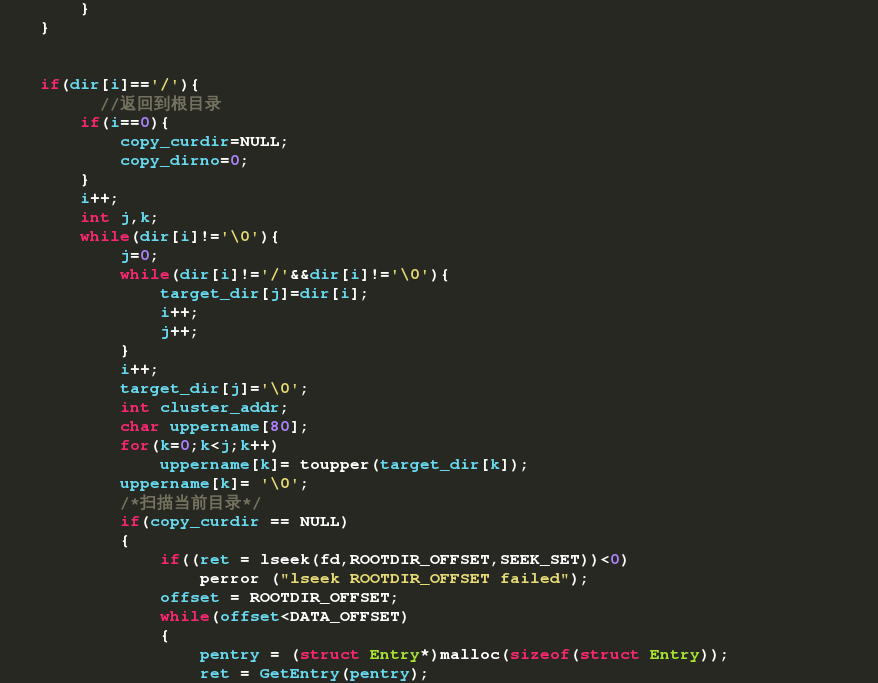 }
    }
    if(dir[i]=='/'){
          //返回到根目录
        if(i==0){
            copy_curdir=NULL;
            copy_dirno=0;
        }
        i++;
        int j,k;
        while(dir[i]!='\0'){
            j=0;
            while(dir[i]!='/'&&dir[i]!='\0'){
                target_dir[j]=dir[i];
                i++;
                j++;
            }
            i++;
            target_dir[j]='\0';
            int cluster_addr;
            char uppername[80];
            for(k=0;k<j;k++)
                uppername[k]= toupper(target_dir[k]);
            uppername[k]= '\0';
            /*扫描当前目录*/
            if(copy_curdir == NULL)
            {
                if((ret = lseek(fd,ROOTDIR_OFFSET,SEEK_SET))<0)
                    perror ("lseek ROOTDIR_OFFSET failed");
                offset = ROOTDIR_OFFSET;
                while(offset<DATA_OFFSET)
                {
                    pentry = (struct Entry*)malloc(sizeof(struct Entry));
                    ret = GetEntry(pentry);